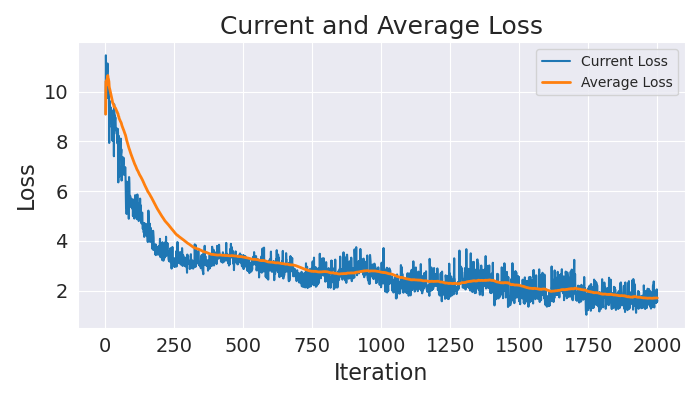 Current and Average Loss
Current Loss
Average Loss
10
8
6
4
2
Loss
0 250 500 750 1000 1250 1500 1750 2000
Iteration